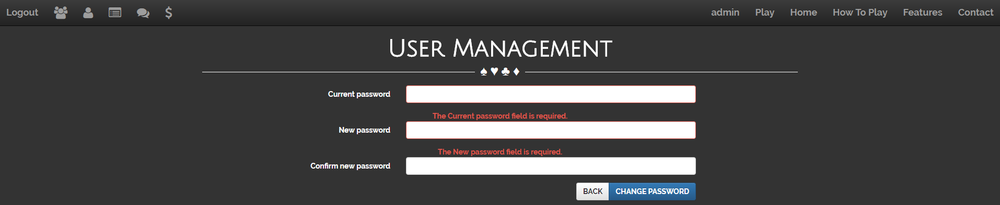 Logout admin Play Home How To Play Features Contact
User Management
♠ ♥ ♣ ♦
Current password
The Current password field is required.
New password
The New password field is required.
Confirm new password
BACK CHANGE PASSWORD